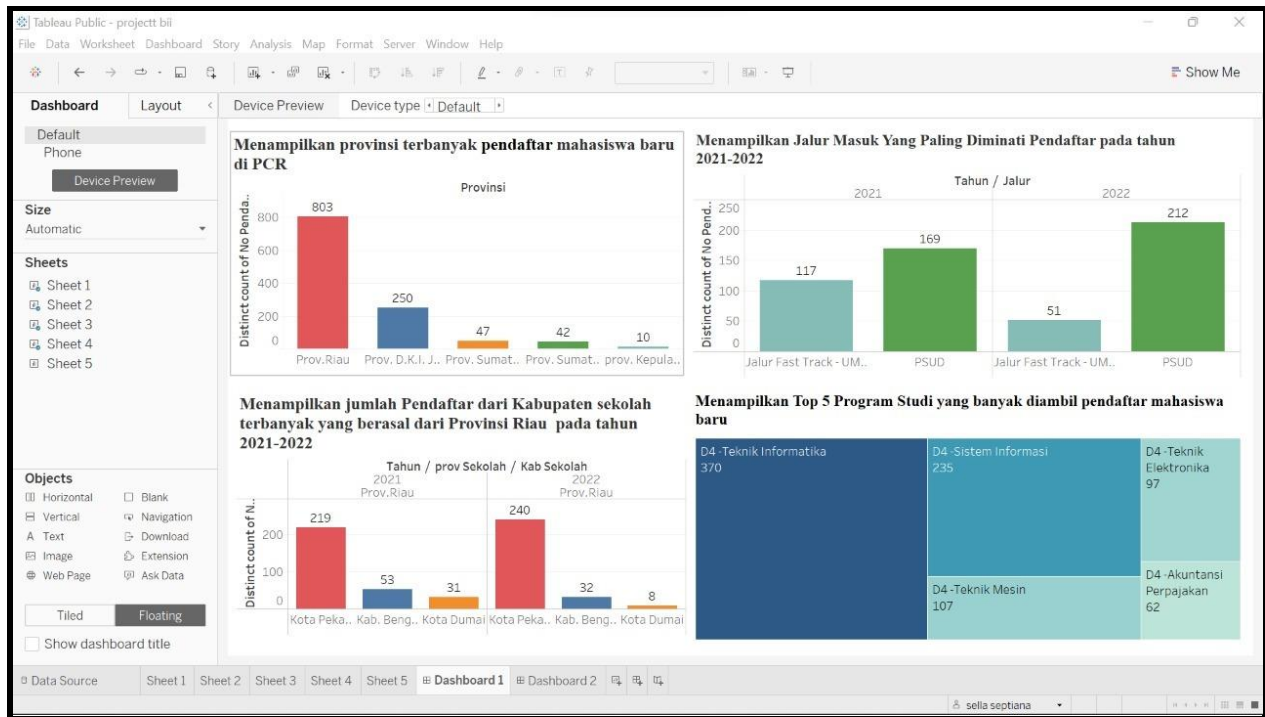 Tableau Public - projectt bii
File Data Worksheet Dashboard Story Analysis Map Format Server Window Help
Show Me
Dashboard Layout
Device Preview Device type Default
Default
Phone
Device Preview
Size
Automatic
Sheets
Sheet 1
Sheet 2
Sheet 3
Sheet 4
Sheet 5
Objects
Horizontal Blank
Vertical Navigation
A Text Download
Image Extension
Web Page Ask Data
Tiled Floating
Show dashboard title
Menampilkan provinsi terbanyak pendaftar mahasiswa baru
di PCR
Provinsi
Distinct count of No Penda..
800
600
400
200
0
803
250
47
42
10
Prov.Riau Prov. D.K.I. J.. Prov. Sumat.. Prov. Sumat.. prov. Kepula..
Menampilkan Jalur Masuk Yang Paling Diminati Pendaftar pada tahun
2021-2022
Tahun / Jalur
2021 2022
Distinct count of No Pend..
250
200
150
100
50
0
117
169
51
212
Jalur Fast Track - UM.. PSUD Jalur Fast Track - UM.. PSUD
Menampilkan jumlah Pendaftar dari Kabupaten sekolah
terbanyak yang berasal dari Provinsi Riau pada tahun
2021-2022
Tahun / prov Sekolah / Kab Sekolah
2021 2022
Prov.Riau Prov.Riau
Distinct count of N..
200
100
0
219
53
31
240
32
8
Kota Peka.. Kab. Beng.. Kota Dumai Kota Peka.. Kab. Beng.. Kota Dumai
Menampilkan Top 5 Program Studi yang banyak diambil pendaftar mahasiswa
baru
D4 -Teknik Informatika
370
D4 -Sistem Informasi
235
D4 -Teknik
Elektronika
97
D4 -Teknik Mesin
107
D4 -Akuntansi
Perpajakan
62
Data Source Sheet 1 Sheet 2 Sheet 3 Sheet 4 Sheet 5 Dashboard 1 Dashboard 2
sella septiana